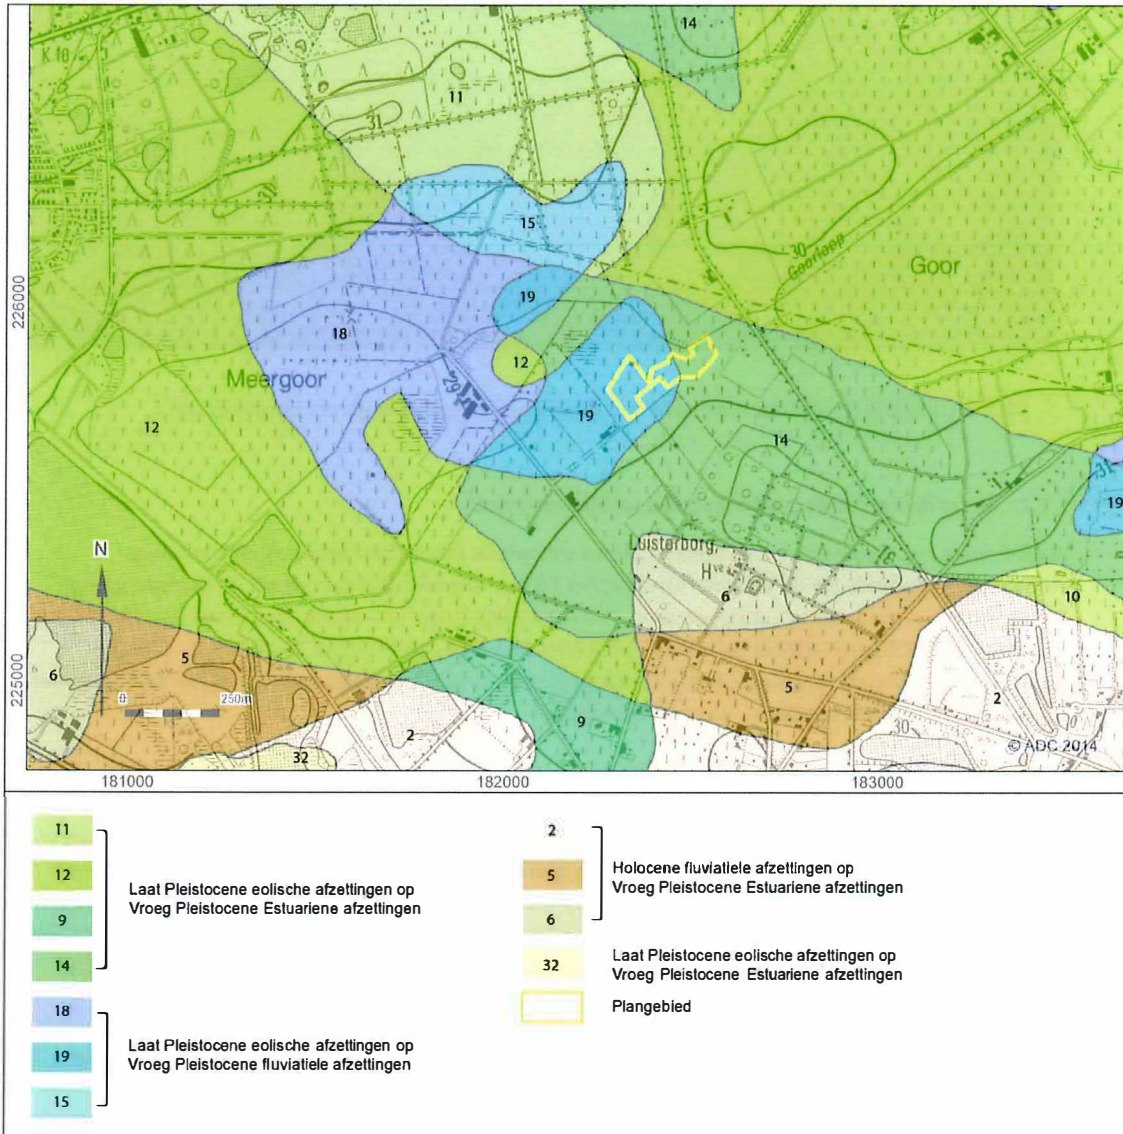 14
K 10
11
31
15
30
Goorloop
Goor
226000
19
18
12
Meergoor
29,2
19
12
14
31
19
N
Luisterborg,
Hve
6
10
225000
6
5
0 250m
5
2
9
2
30
32
© ADC 2014
181000 182000 183000
11
12
Laat Pleistocene eolische afzettingen op
Vroeg Pleistocene Estuariene afzettingen
9
14
18
19
Laat Pleistocene eolische afzettingen op
Vroeg Pleistocene fluviatiele afzettingen
15
2
5
Holocene fluviatiele afzettingen op
Vroeg Pleistocene Estuariene afzettingen
6
32
Laat Pleistocene eolische afzettingen op
Vroeg Pleistocene Estuariene afzettingen
Plangebied